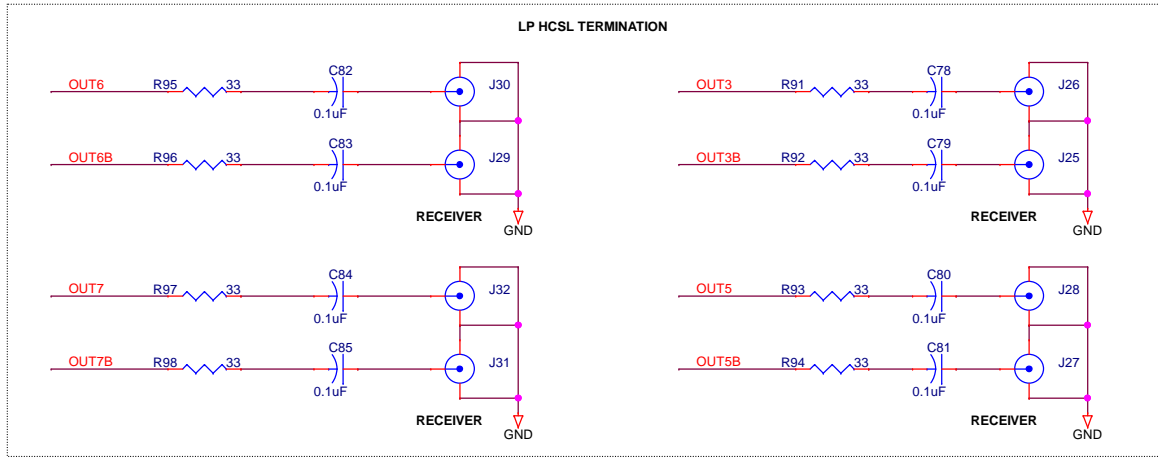 LP HCSL TERMINATION
OUT6 R95 33 C82 0.1uF J30
OUT6B R96 33 C83 0.1uF J29
RECEIVER
GND
OUT3 R91 33 C78 0.1uF J26
OUT3B R92 33 C79 0.1uF J25
RECEIVER
GND
OUT7 R97 33 C84 0.1uF J32
OUT7B R98 33 C85 0.1uF J31
RECEIVER
GND
OUT5 R93 33 C80 0.1uF J28
OUT5B R94 33 C81 0.1uF J27
RECEIVER
GND